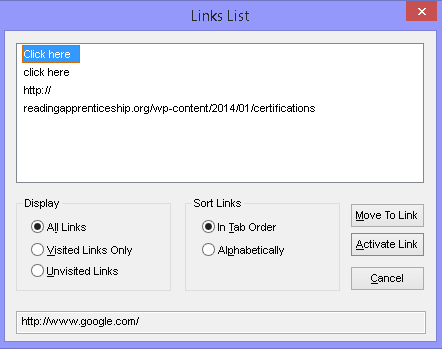 Links List
Click here
click here
http://
readingapprenticeship.org/wp-content/2014/01/certifications
Display
All Links
Visited Links Only
Unvisited Links
Sort Links
In Tab Order
Alphabetically
Move To Link
Activate Link
Cancel
http://www.google.com/